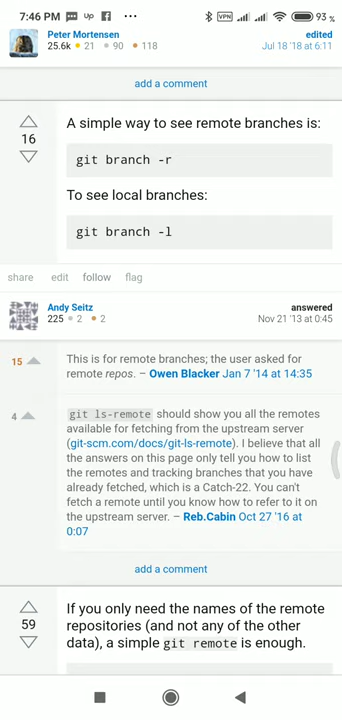 7:46 PM Up ... VPN 93 %
Peter Mortensen
25.6k 21 90 118
edited
Jul 18 '18 at 6:11
add a comment
16
A simple way to see remote branches is:
git branch -r
To see local branches:
git branch -l
share edit follow flag
Andy Seitz
225 2 2
answered
Nov 21 '13 at 0:45
15
This is for remote branches; the user asked for
remote repos. – Owen Blacker Jan 7 '14 at 14:35
4
git ls-remote should show you all the remotes
available for fetching from the upstream server
(git-scm.com/docs/git-ls-remote). I believe that all
the answers on this page only tell you how to list
the remotes and tracking branches that you have
already fetched, which is a Catch-22. You can't
fetch a remote until you know how to refer to it on
the upstream server. – Reb.Cabin Oct 27 '16 at
0:07
add a comment
59
If you only need the names of the remote
repositories (and not any of the other
data), a simple git remote is enough.